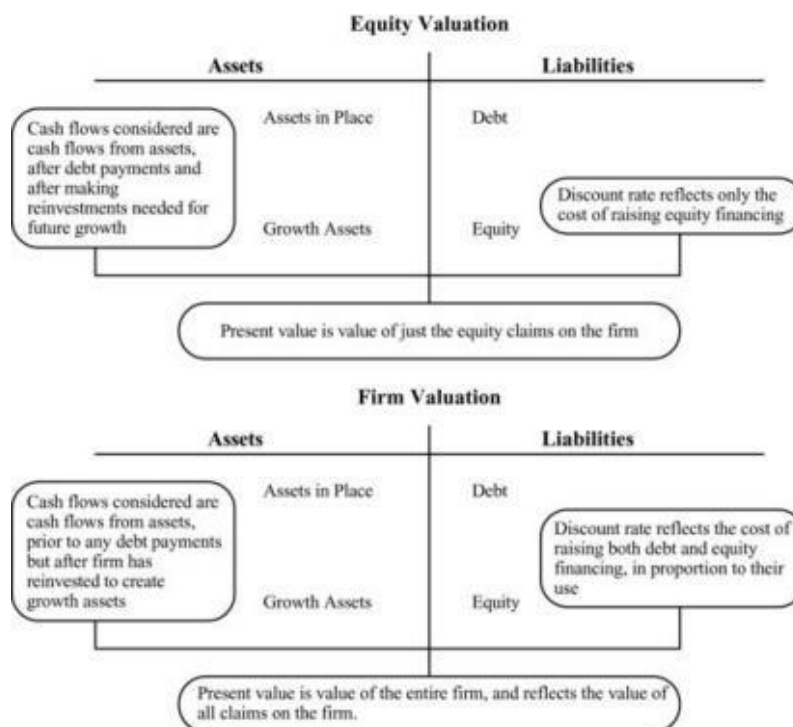 Equity Valuation
Assets
Liabilities
Assets in Place
Debt
Cash flows considered are
cash flows from assets,
after debt payments and
after making
reinvestments needed for
future growth
Discount rate reflects only the
cost of raising equity financing
Growth Assets
Equity
Present value is value of just the equity claims on the firm
Firm Valuation
Assets
Liabilities
Assets in Place
Debt
Cash flows considered are
cash flows from assets,
prior to any debt payments
but after firm has
reinvested to create
growth assets
Discount rate reflects the cost of
raising both debt and equity
financing, in proportion to their
use
Growth Assets
Equity
Present value is value of the entire firm, and reflects the value of
all claims on the firm.